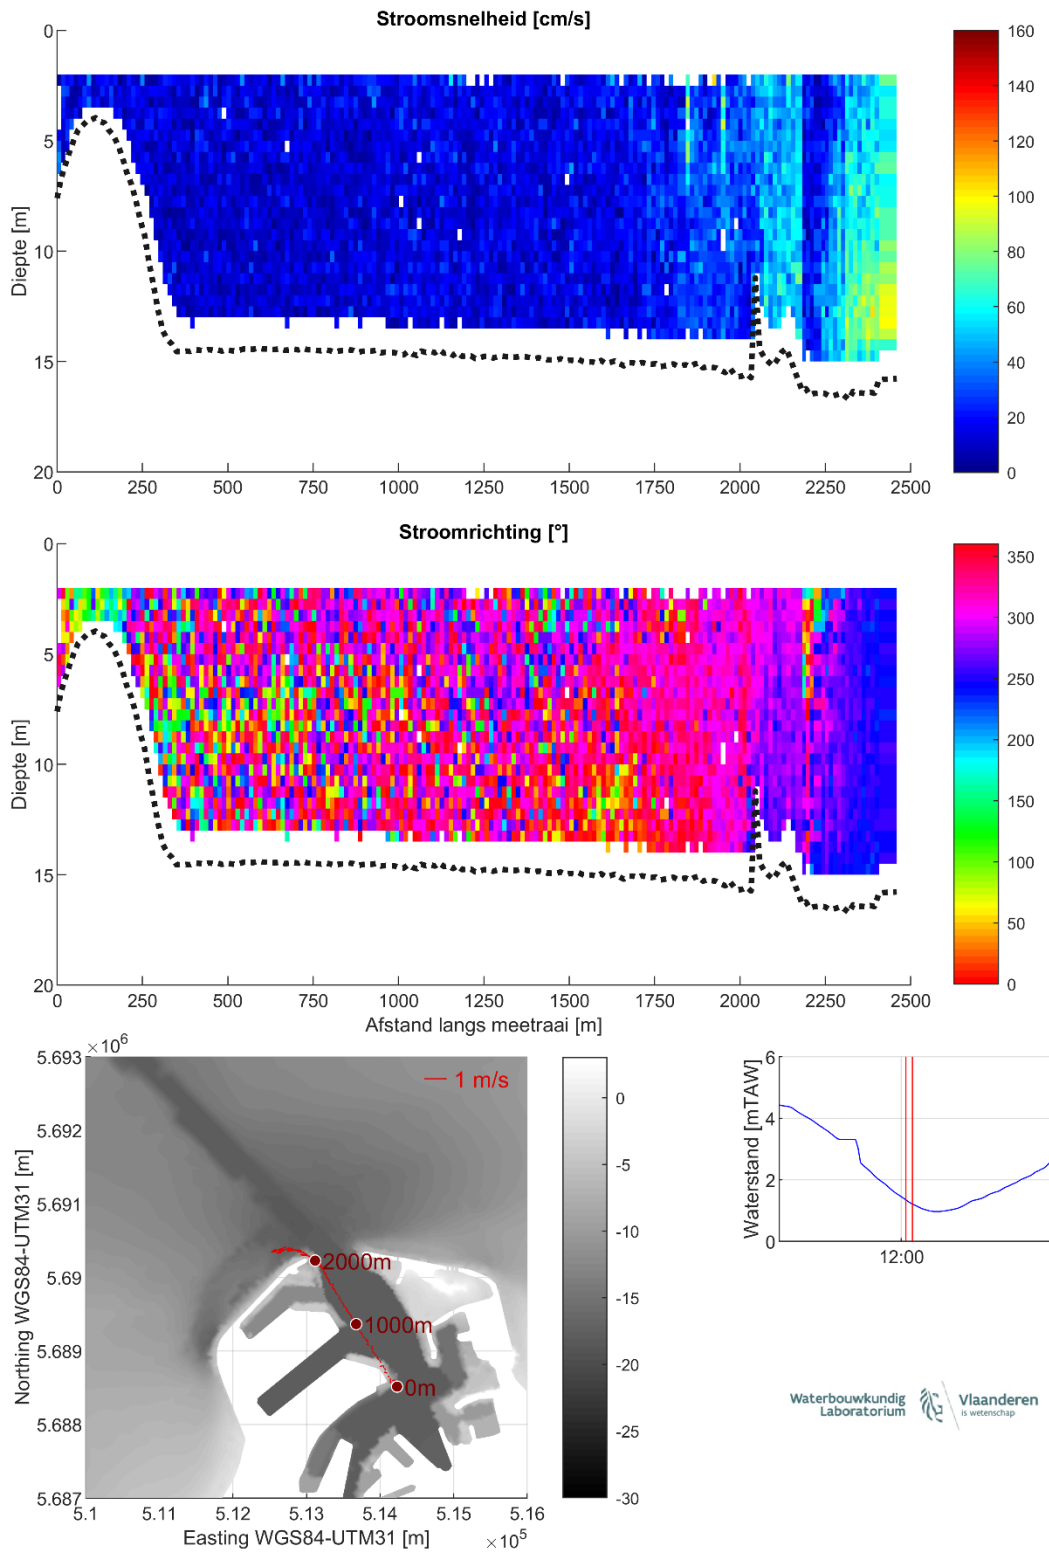 Stroomsnelheid [cm/s]
Diepte [m]
0
5
10
15
20
0 250 500 750 1000 1250 1500 1750 2000 2250 2500
160
140
120
100
80
60
40
20
0
Stroomrichting [°]
Diepte [m]
0
5
10
15
20
0 250 500 750 1000 1250 1500 1750 2000 2250 2500
Afstand langs meetraai [m]
350
300
250
200
150
100
50
0
×10⁶
Northing WGS84-UTM31 [m]
5.693
5.692
5.691
5.69
5.689
5.688
5.687
5.1 5.11 5.12 5.13 5.14 5.15 5.16
Easting WGS84-UTM31 [m]
×10⁵
1 m/s
2000m
1000m
0m
0
-5
-10
-15
-20
-25
-30
Waterstand [mTAW]
6
4
2
0
12:00
Waterbouwkundig
Laboratorium
Vlaanderen
is wetenschap